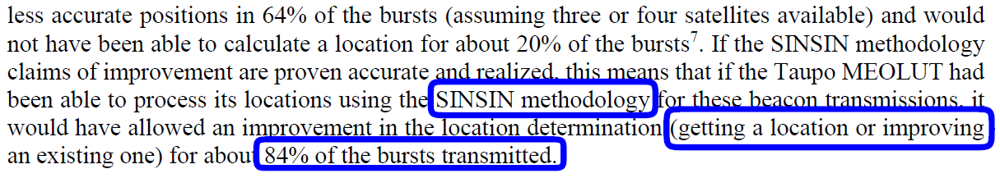 less accurate positions in 64% of the bursts (assuming three or four satellites available) and would
not have been able to calculate a location for about 20% of the bursts⁷. If the SINSIN methodology
claims of improvement are proven accurate and realized, this means that if the Taupo MEOLUT had
been able to process its locations using the SINSIN methodology for these beacon transmissions, it
would have allowed an improvement in the location determination (getting a location or improving
an existing one) for about 84% of the bursts transmitted.